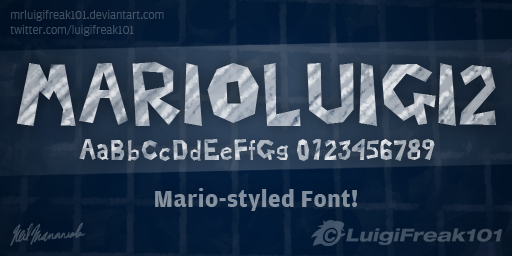 mrluigifreak101.deviantart.com
twitter.com/luigifreak101
MARIOLUIGI2
AaBbCcDdEeFfGg 0123456789
Mario-styled Font!
©LuigiFreak101